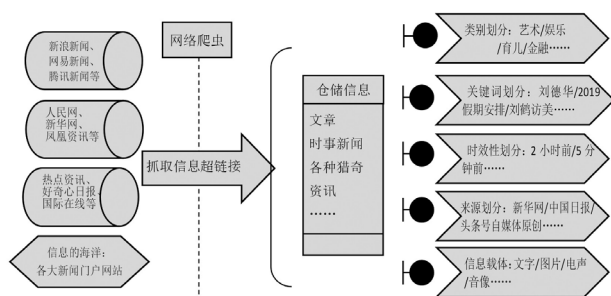 新浪新闻、
网易新闻、
腾讯新闻等
人民网、
新华网、
凤凰资讯等
热点资讯、
好奇心日报、
国际在线等
信息的海洋：
各大新闻门户网站
网络爬虫
抓取信息超链接
仓储信息
文章
时事新闻
各种猎奇
资讯
……
类别划分：艺术/娱乐
/育儿/金融……
关键词划分：刘德华/2019
假期安排/刘鹤访美……
时效性划分：2 小时前/5 分
钟前……
来源划分：新华网/中国日报/
头条号自媒体原创……
信息载体：文字/图片/电声
/音像……